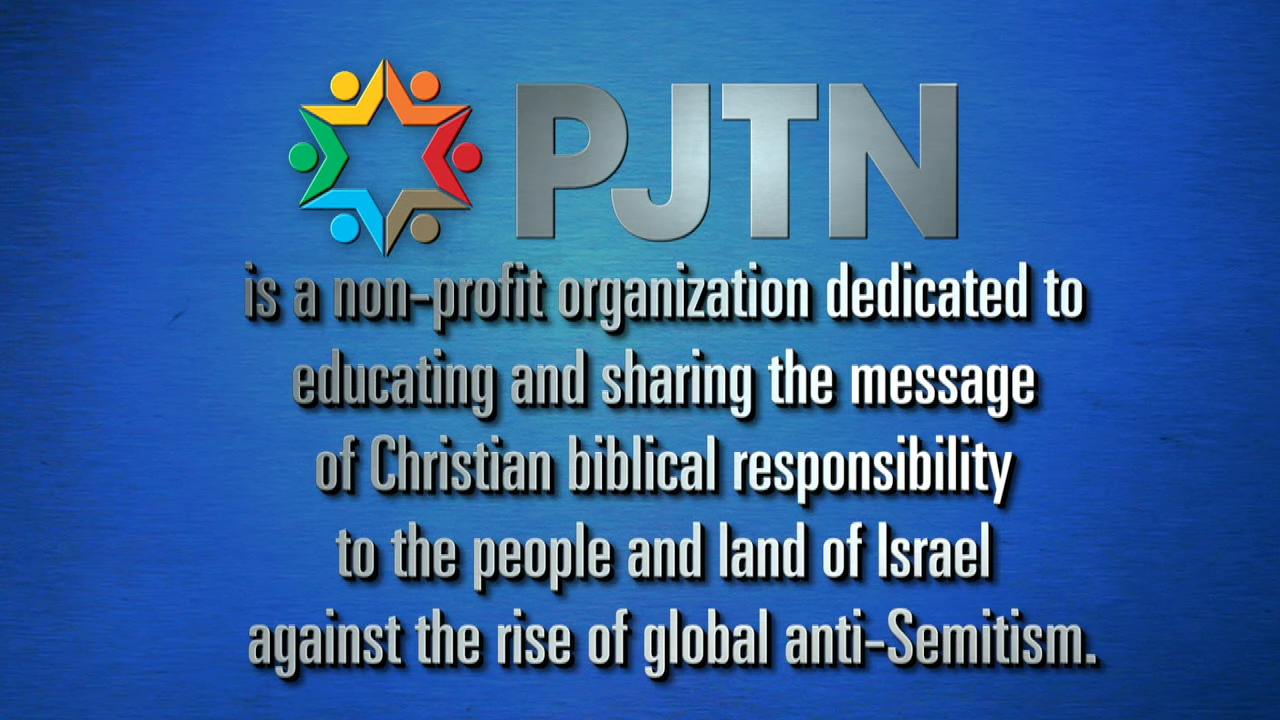 PJTN
is a non-profit organization dedicated to
educating and sharing the message
of Christian biblical responsibility
to the people and land of Israel
against the rise of global anti-Semitism.